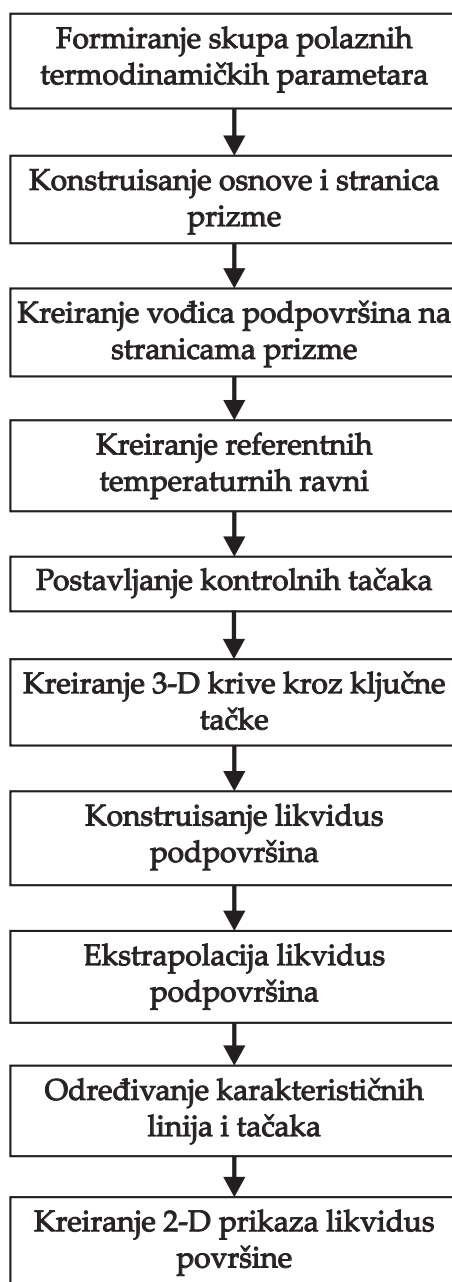 Formiranje skupa polaznih
termodinamičkih parametara
Konstruisanje osnove i stranica
prizme
Kreiranje vođica podpovršina na
stranicama prizme
Kreiranje referentnih
temperaturnih ravni
Postavljanje kontrolnih tačaka
Kreiranje 3-D krive kroz ključne
tačke
Konstruisanje likvidus
podpovršina
Ekstrapolacija likvidus
podpovršina
Određivanje karakterističnih
linija i tačaka
Kreiranje 2-D prikaza likvidus
površine